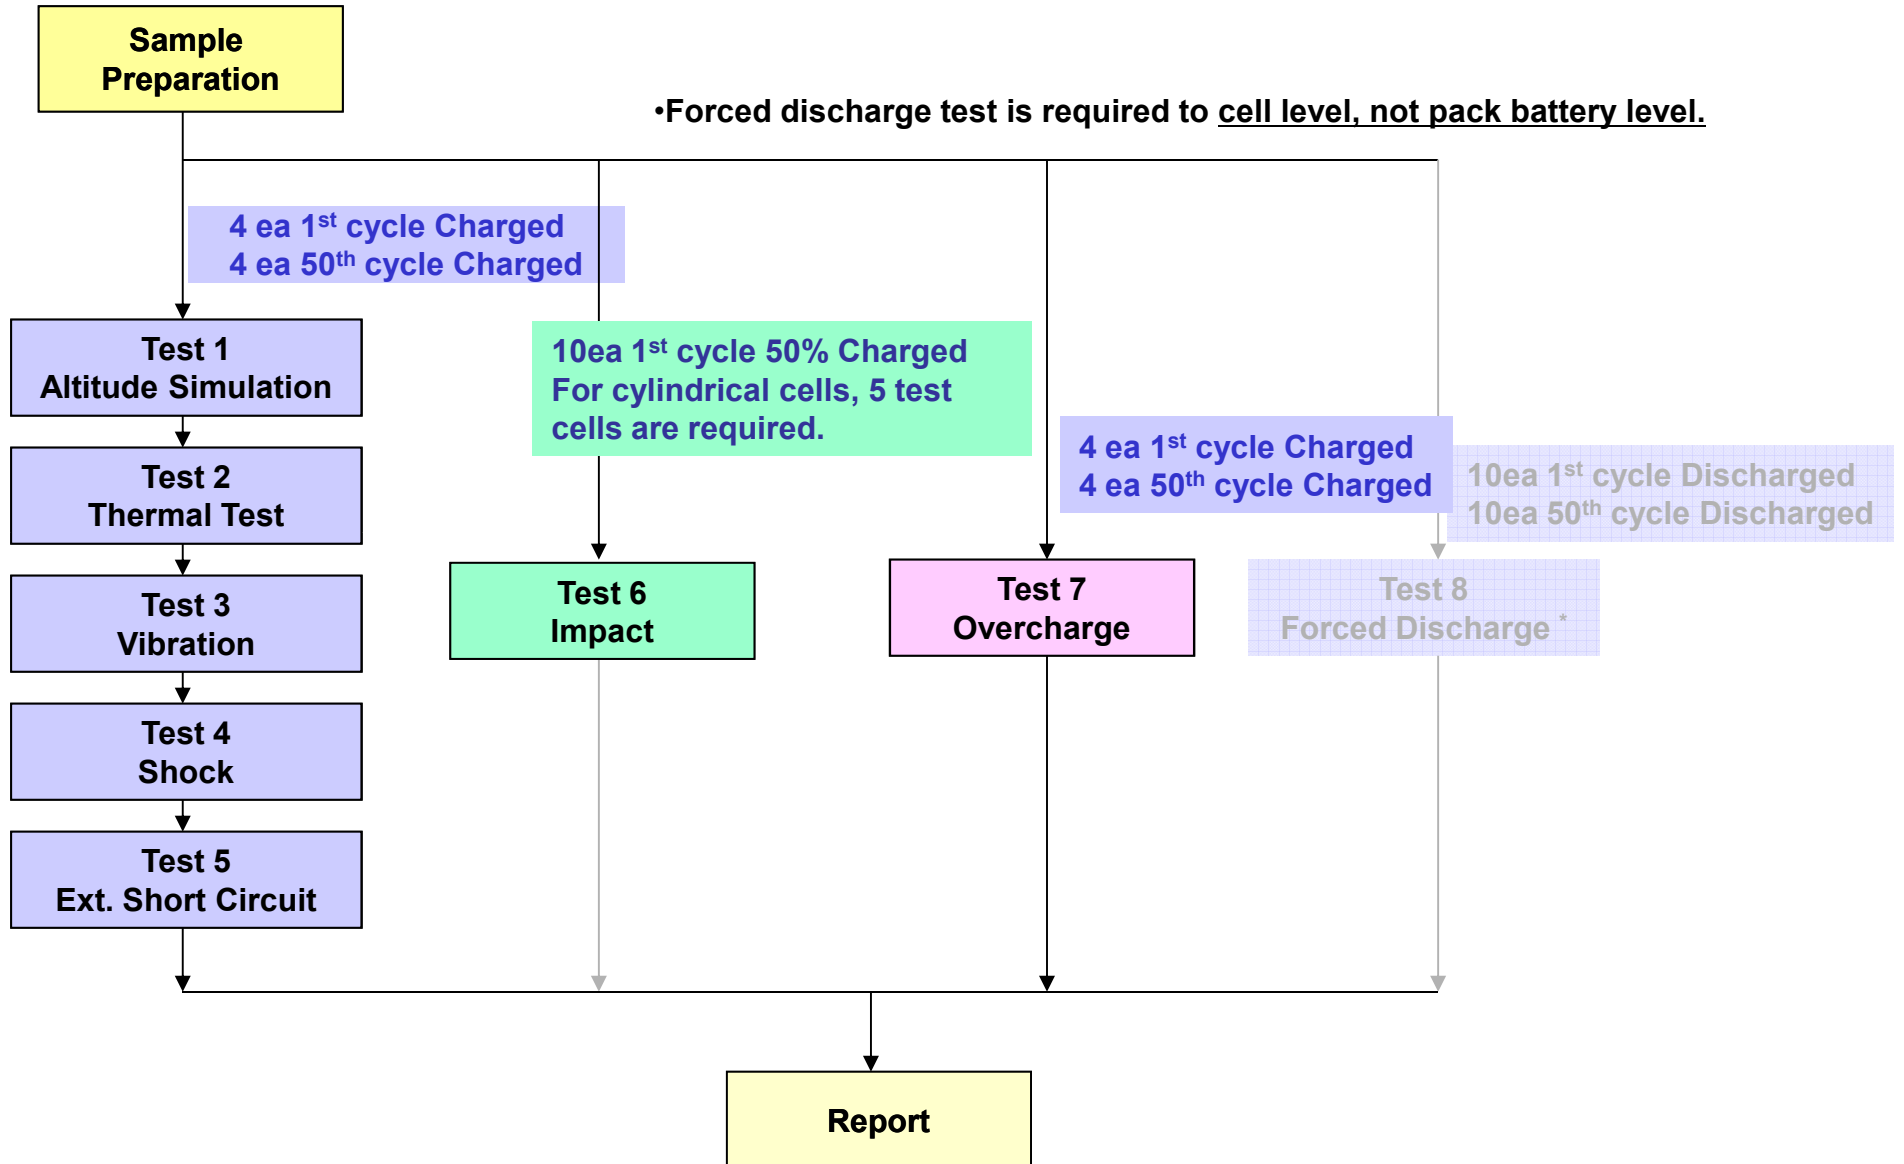 Sample
Preparation
•Forced discharge test is required to cell level, not pack battery level.
4 ea 1st cycle Charged
4 ea 50th cycle Charged
Test 1
Altitude Simulation
10ea 1st cycle 50% Charged
For cylindrical cells, 5 test
cells are required.
4 ea 1st cycle Charged
4 ea 50th cycle Charged
10ea 1st cycle Discharged
10ea 50th cycle Discharged
Test 2
Thermal Test
Test 3
Vibration
Test 4
Shock
Test 5
Ext. Short Circuit
Test 6
Impact
Test 7
Overcharge
Test 8
Forced Discharge *
Report